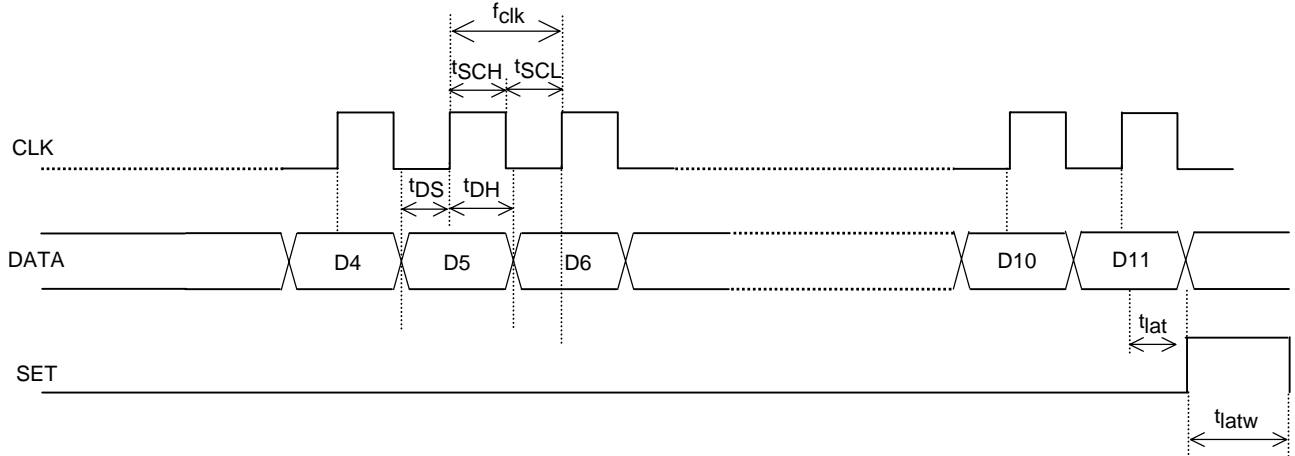 fclk
tSCH tSCL
CLK
tDS tDH
DATA D4 D5 D6 D10 D11
tlat
SET
tlatw